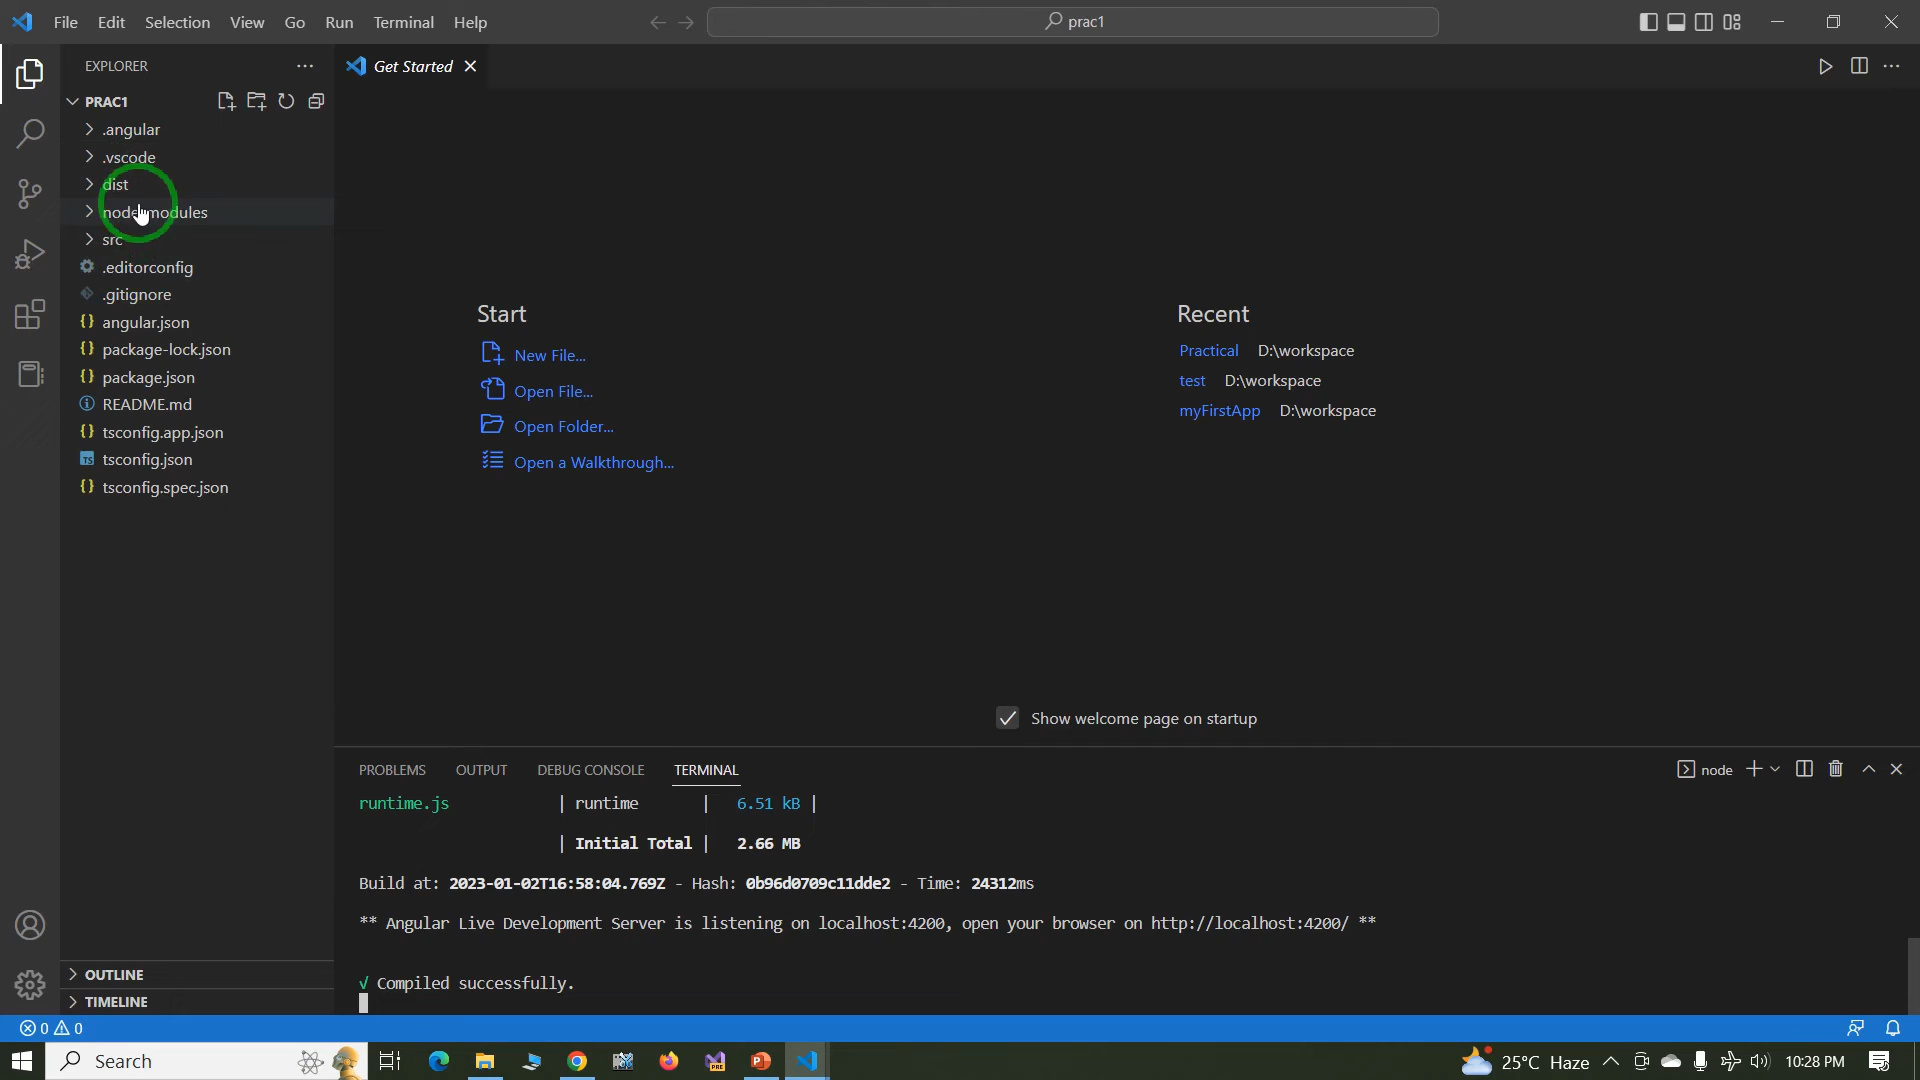 File Edit Selection View Go Run Terminal Help
prac1
EXPLORER
Get Started
PRAC1
.angular
.vscode
dist
node_modules
src
.editorconfig
.gitignore
angular.json
package-lock.json
package.json
README.md
tsconfig.app.json
TS tsconfig.json
tsconfig.spec.json
OUTLINE
TIMELINE
Start
New File...
Open File...
Open Folder...
Open a Walkthrough...
Recent
Practical D:\workspace
test D:\workspace
myFirstApp D:\workspace
Show welcome page on startup
PROBLEMS OUTPUT DEBUG CONSOLE TERMINAL
node
runtime.js | runtime | 6.51 kB |
| Initial Total | 2.66 MB
Build at: 2023-01-02T16:58:04.769Z - Hash: 0b96d0709c11dde2 - Time: 24312ms
** Angular Live Development Server is listening on localhost:4200, open your browser on http://localhost:4200/ **
√ Compiled successfully.
0 0
Search
PRE
25°C Haze
10:28 PM